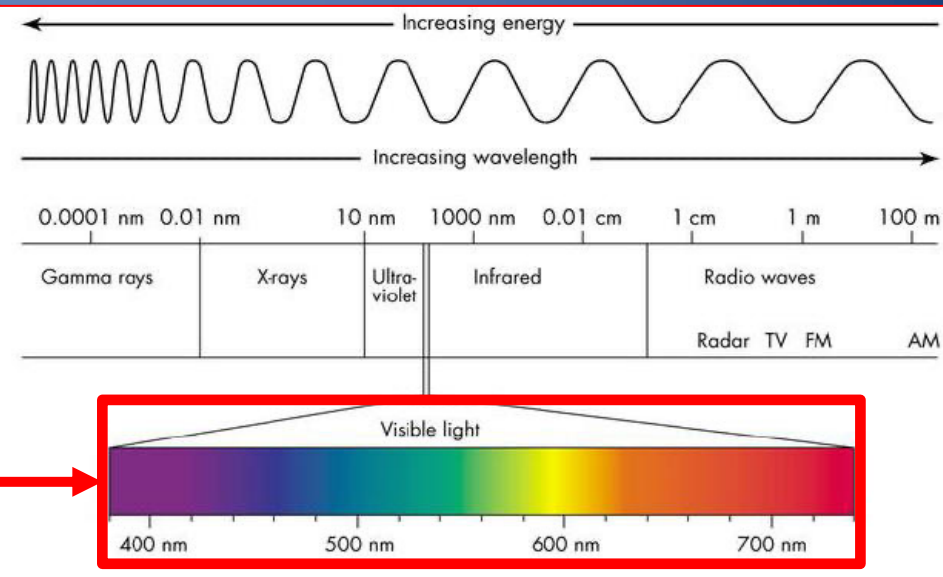 Increasing energy
Increasing wavelength
0.0001 nm 0.01 nm 10 nm 1000 nm 0.01 cm 1 cm 1 m 100 m
Gamma rays X-rays Ultra-
violet Infrared Radio waves
Radar TV FM AM
Visible light
400 nm 500 nm 600 nm 700 nm